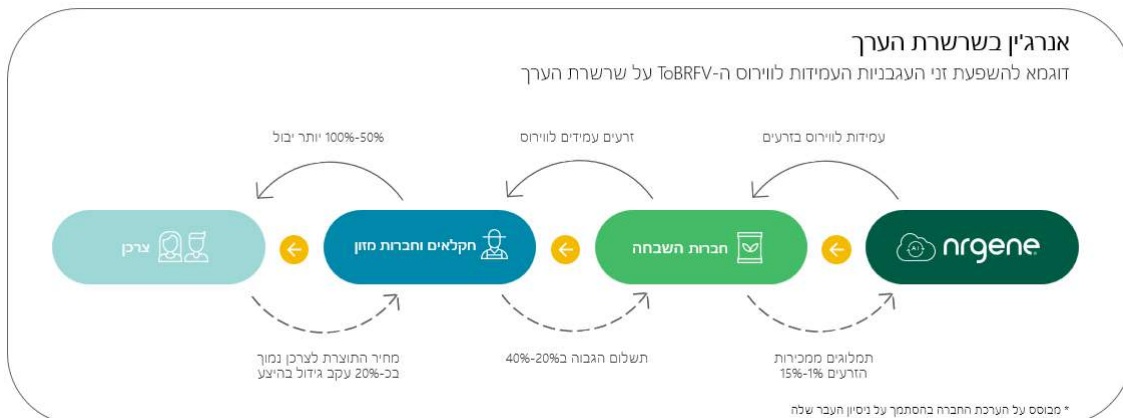 אנרג'ין בשרשרת הערך
דוגמא להשפעת זני העגבניות העמידות לווירוס ה-ToBRFV על שרשרת הערך
עמידות לווירוס בזרעים
זרעים עמידים לווירוס
50%-100% יותר יבול
nrgene
AI
חברות השבחה
חקלאים וחברות מזון
צרכן
תמלוגים ממכירות
הזרעים 1%-15%
תשלום הגבוה ב20%-40%
מחיר התוצרת לצרכן נמוך
בכ-20% עקב גידול בהיצע
* מבוסס על הערכת החברה בהסתמך על ניסיון העבר שלה